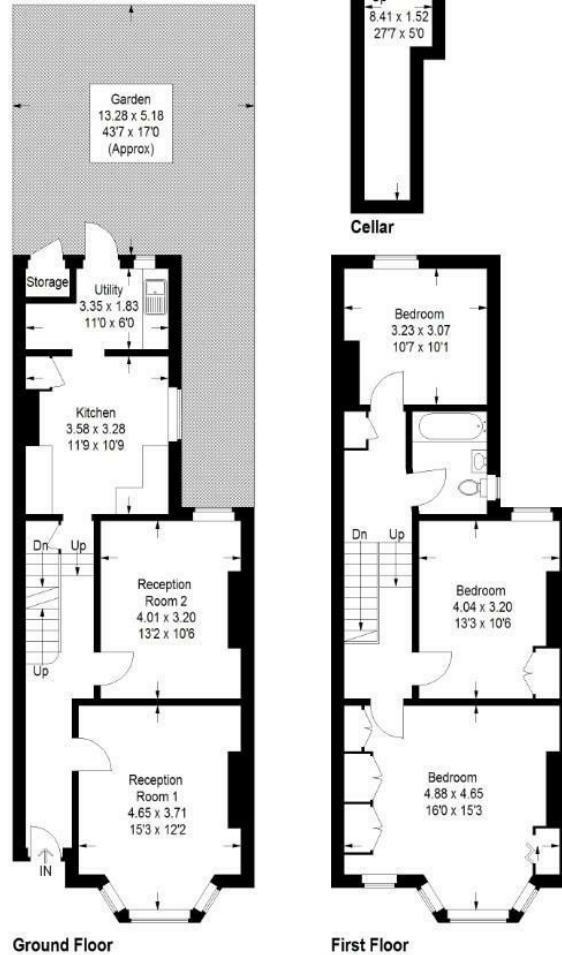 Garden
13.28 x 5.18
43'7 x 17'0
(Approx)
Storage
Utility
3.35 x 1.83
11'0 x 6'0
Kitchen
3.58 x 3.28
11'9 x 10'9
Dn
Up
Up
Reception
Room 2
4.01 x 3.20
13'2 x 10'6
Reception
Room 1
4.65 x 3.71
15'3 x 12'2
IN
Ground Floor
8.41 x 1.52
27'7 x 5'0
Cellar
Bedroom
3.23 x 3.07
10'7 x 10'1
Dn
Up
Bedroom
4.04 x 3.20
13'3 x 10'6
Bedroom
4.88 x 4.65
16'0 x 15'3
First Floor